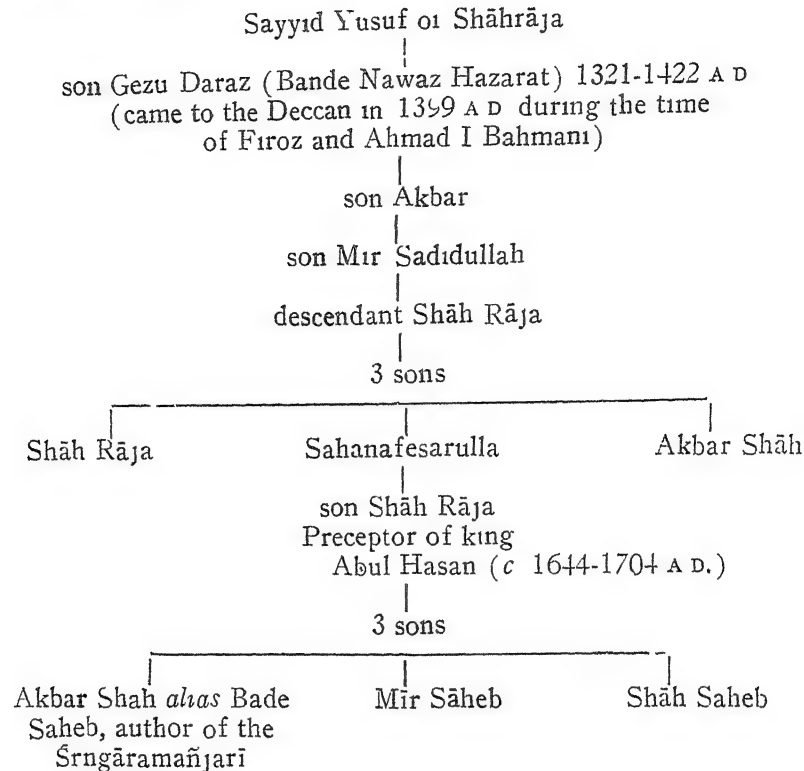 Sayyid Yusuf or Shāhrāja
son Gezu Daraz (Bande Nawaz Hazarat) 1321-1422 A D
(came to the Deccan in 1399 A D during the time
of Firoz and Ahmad I Bahmani)
son Akbar
son Mir Sadidullah
descendant Shāh Rāja
3 sons
Shāh Rāja Sahanafesarulla Akbar Shāh
son Shāh Rāja
Preceptor of king
Abul Hasan (c 1644-1704 A D.)
3 sons
Akbar Shah alias Bade Mīr Sāheb Shāh Saheb
Saheb, author of the
Śrngāramañjarī